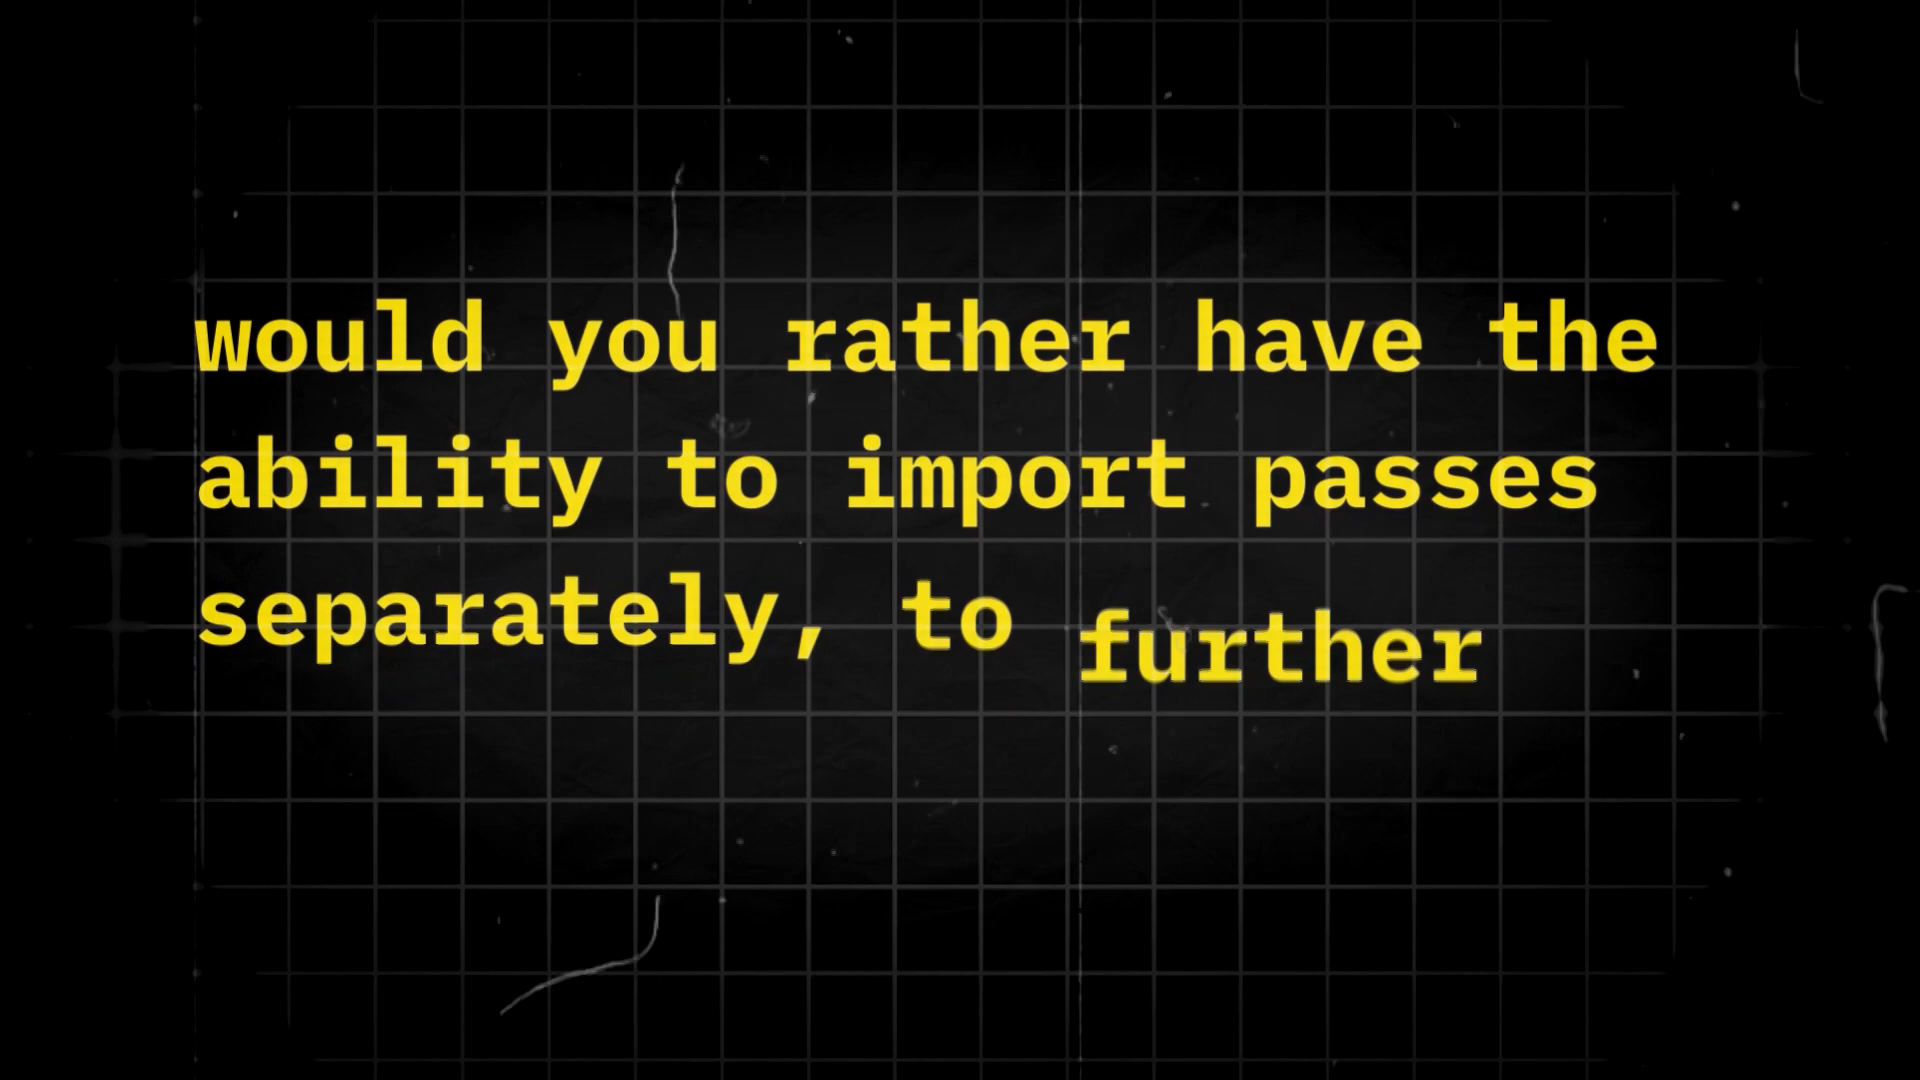 would you rather have the
ability to import passes
separately, to further